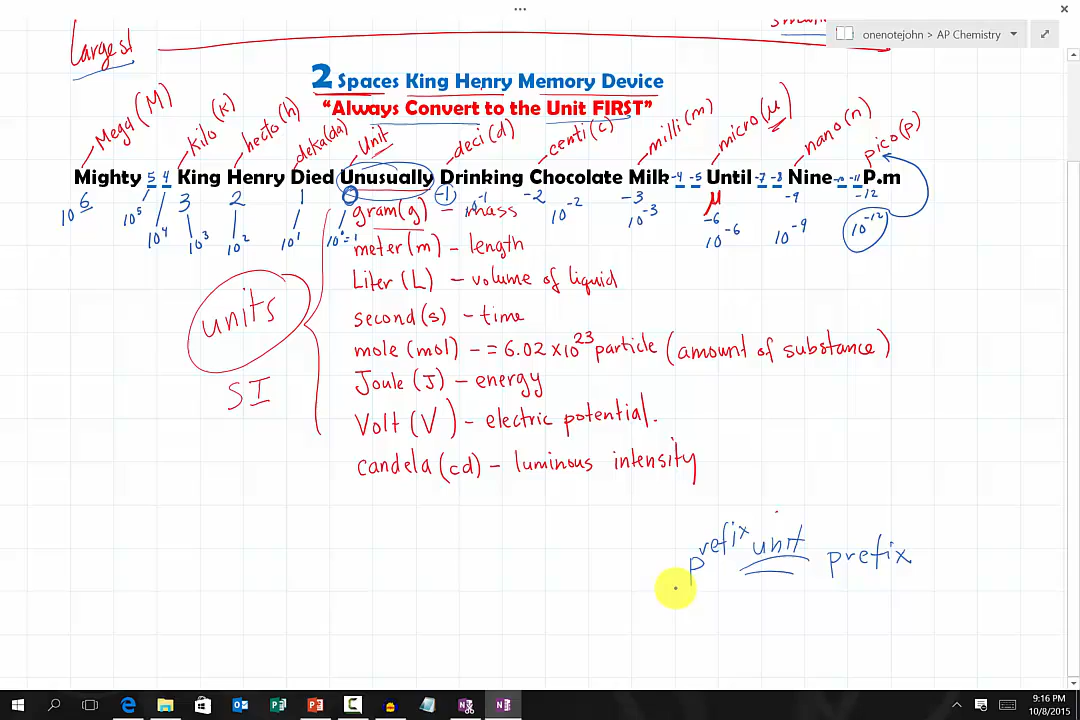 Largest
onenotejohn > AP Chemistry
2 Spaces King Henry Memory Device
"Always Convert to the Unit FIRST"
Mega (M) kilo (k) hecto (h) deka(da) Unit deci (d) centi (c) milli (m) micro (μ) nano (n) pico (p)
Mighty 5 4 King Henry Died Unusually Drinking Chocolate Milk -4 -5 Until -7 -8 Nine -10 -11 P.m
6 3 2 1 0 -1 -2 -3 μ -6 -9 -12
10 10^5 10^4 10^3 10^2 10^1 10^0=1 10^-1 10^-2 10^-3 10^-6 10^-9 10^-12
gram(g) - mass
meter (m) - length
Liter (L) - volume of liquid
units
second (s) - time
mole (mol) - = 6.02 x 10^23 particle (amount of substance)
SI
Joule (J) - energy
Volt (V) - electric potential.
candela (cd) - luminous intensity
prefix unit prefix
9:16 PM
10/8/2015